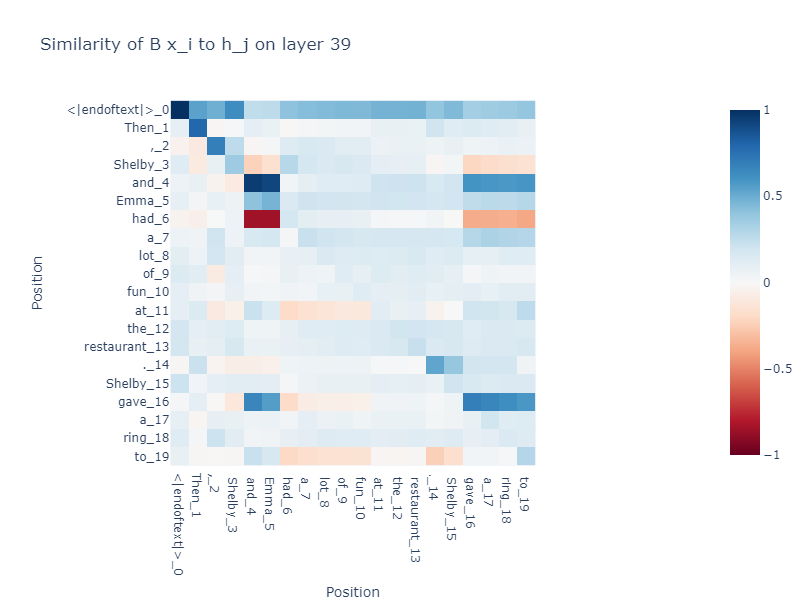 Similarity of B x_i to h_j on layer 39
Position
<|endoftext|>_0
Then_1
,_2
Shelby_3
and_4
Emma_5
had_6
a_7
lot_8
of_9
fun_10
at_11
the_12
restaurant_13
._14
Shelby_15
gave_16
a_17
ring_18
to_19
<|endoftext|>_0
Then_1
,_2
Shelby_3
and_4
Emma_5
had_6
a_7
lot_8
of_9
fun_10
at_11
the_12
restaurant_13
._14
Shelby_15
gave_16
a_17
ring_18
to_19
Position
1
0.5
0
−0.5
−1